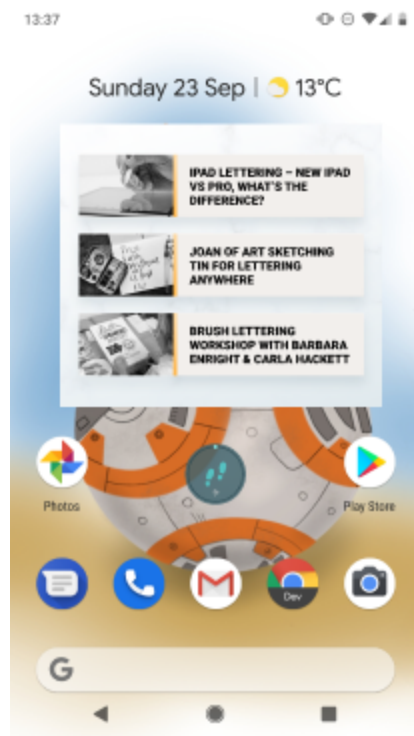 13:37
Sunday 23 Sep | 13°C
IPAD LETTERING – NEW IPAD
VS PRO, WHAT'S THE
DIFFERENCE?
JOAN OF ART SKETCHING
TIN FOR LETTERING
ANYWHERE
BRUSH LETTERING
WORKSHOP WITH BARBARA
ENRIGHT & CARLA HACKETT
Photos
Play Store
Dev
G